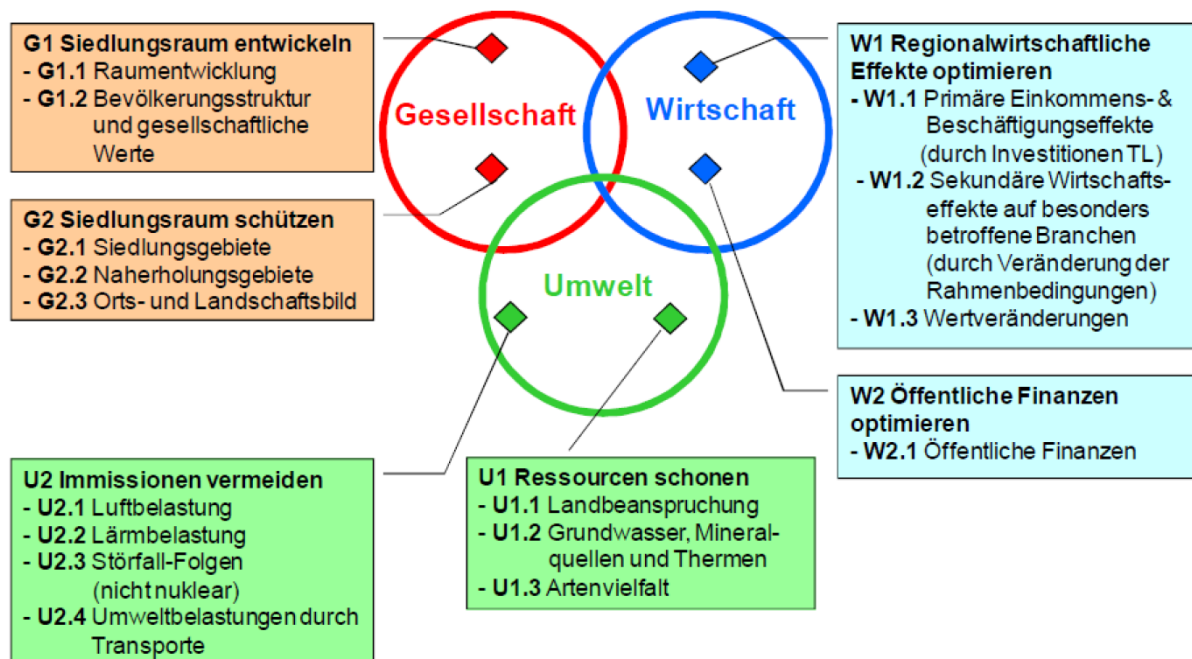 G1 Siedlungsraum entwickeln
- G1.1 Raumentwicklung
- G1.2 Bevölkerungsstruktur
und gesellschaftliche
Werte
G2 Siedlungsraum schützen
- G2.1 Siedlungsgebiete
- G2.2 Naherholungsgebiete
- G2.3 Orts- und Landschaftsbild
Gesellschaft
Wirtschaft
Umwelt
W1 Regionalwirtschaftliche
Effekte optimieren
- W1.1 Primäre Einkommens- &
Beschäftigungseffekte
(durch Investitionen TL)
- W1.2 Sekundäre Wirtschafts-
effekte auf besonders
betroffene Branchen
(durch Veränderung der
Rahmenbedingungen)
- W1.3 Wertveränderungen
W2 Öffentliche Finanzen
optimieren
- W2.1 Öffentliche Finanzen
U2 Immissionen vermeiden
- U2.1 Luftbelastung
- U2.2 Lärmbelastung
- U2.3 Störfall-Folgen
(nicht nuklear)
- U2.4 Umweltbelastungen durch
Transporte
U1 Ressourcen schonen
- U1.1 Landbeanspruchung
- U1.2 Grundwasser, Mineral-
quellen und Thermen
- U1.3 Artenvielfalt